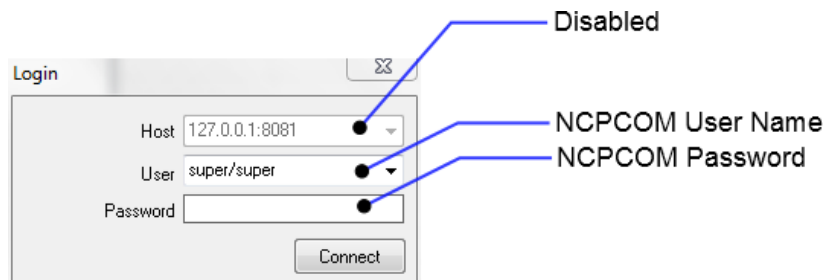 Disabled
Login
Host 127.0.0.1:8081
NCPCOM User Name
User super/super
NCPCOM Password
Password
Connect